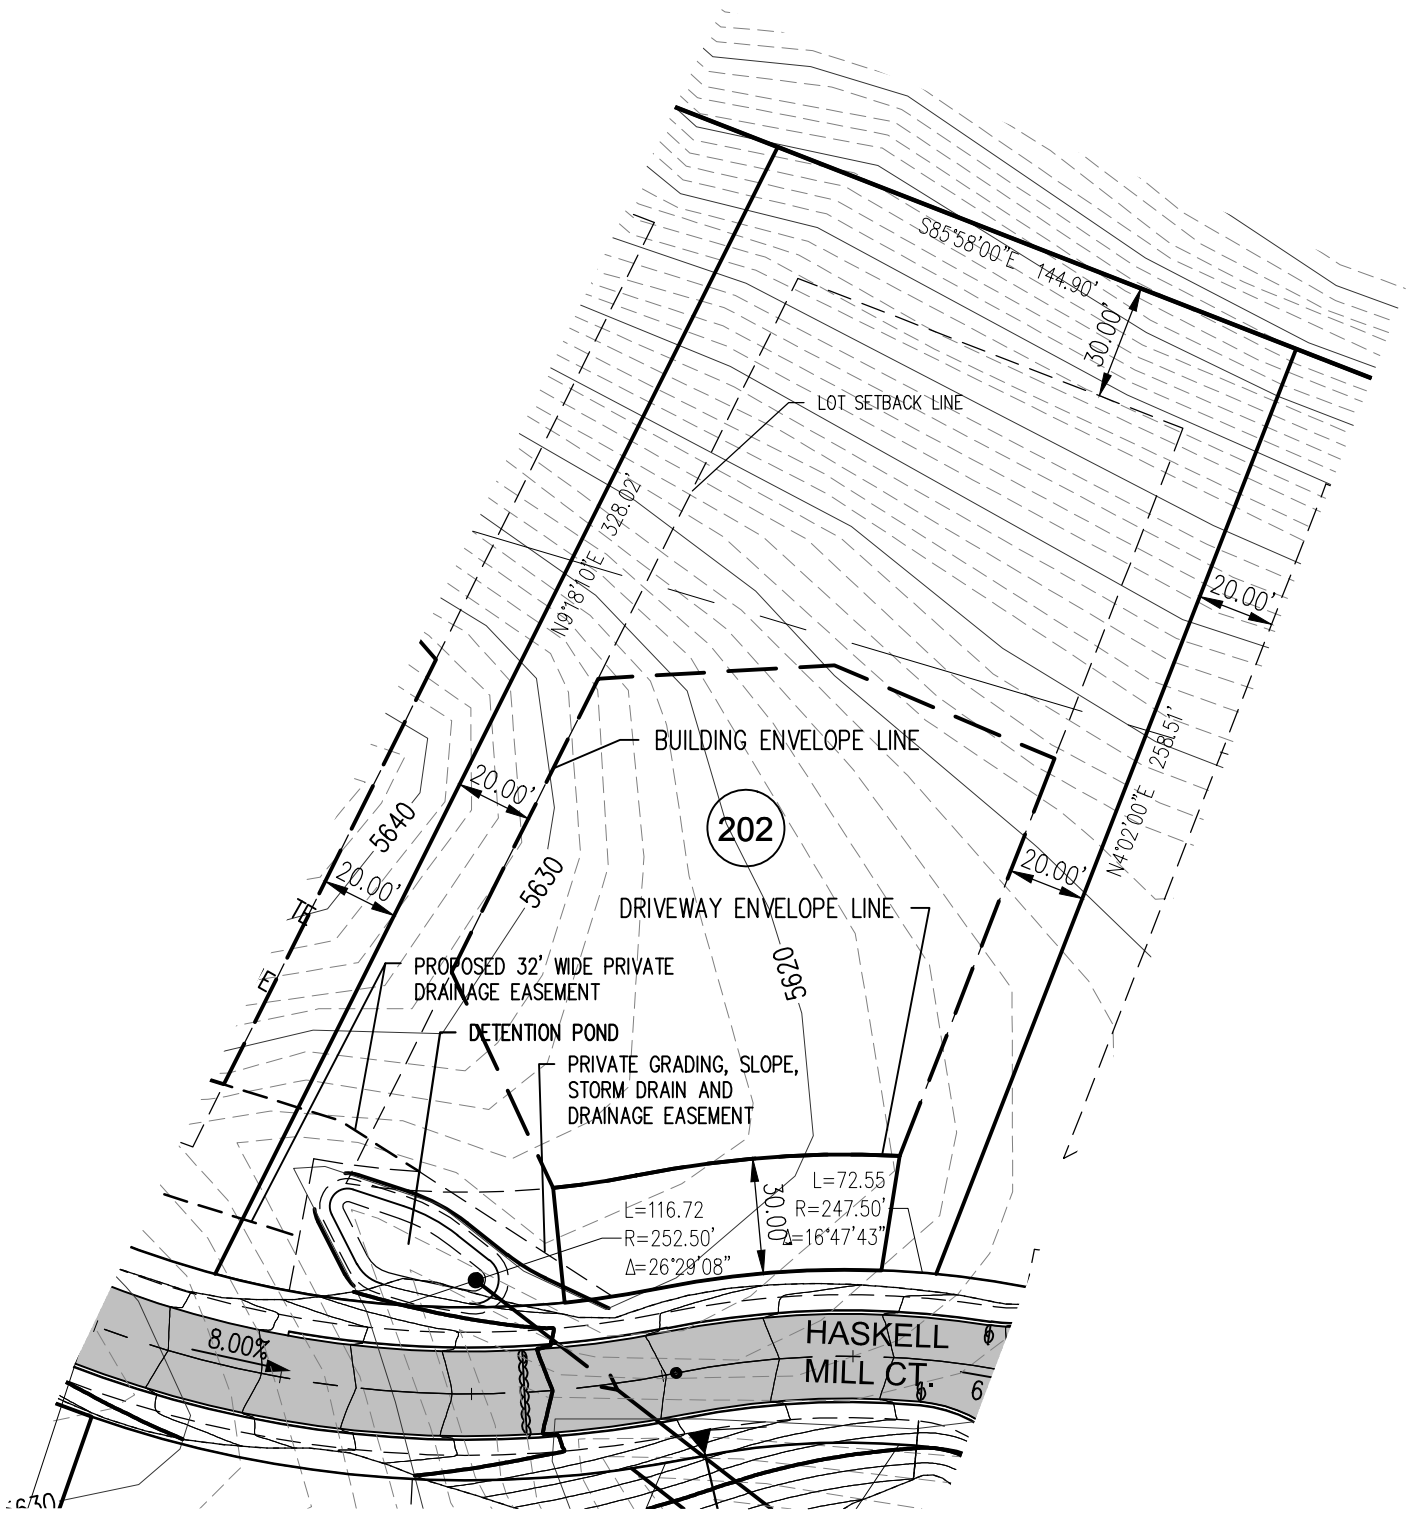 S85°58'00"E 144.90'
30.00'
LOT SETBACK LINE
N9°18'10"E 328.02'
20.00'
N4°02'00"E 258.51'
BUILDING ENVELOPE LINE
20.00'
202
5640
5630
20.00'
20.00'
DRIVEWAY ENVELOPE LINE
TE
E
PROPOSED 32' WIDE PRIVATE
DRAINAGE EASEMENT
5620
DETENTION POND
PRIVATE GRADING, SLOPE,
STORM DRAIN AND
DRAINAGE EASEMENT
L=72.55
R=247.50'
Δ=16°47'43"
30.00'
L=116.72
R=252.50'
Δ=26°29'08"
8.00%
HASKELL
MILL CT.
6